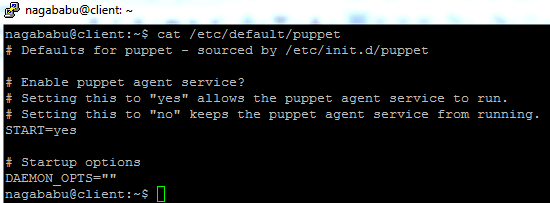 nagababu@client: ~
nagababu@client:~$ cat /etc/default/puppet
# Defaults for puppet - sourced by /etc/init.d/puppet
# Enable puppet agent service?
# Setting this to "yes" allows the puppet agent service to run.
# Setting this to "no" keeps the puppet agent service from running.
START=yes
# Startup options
DAEMON_OPTS=""
nagababu@client:~$